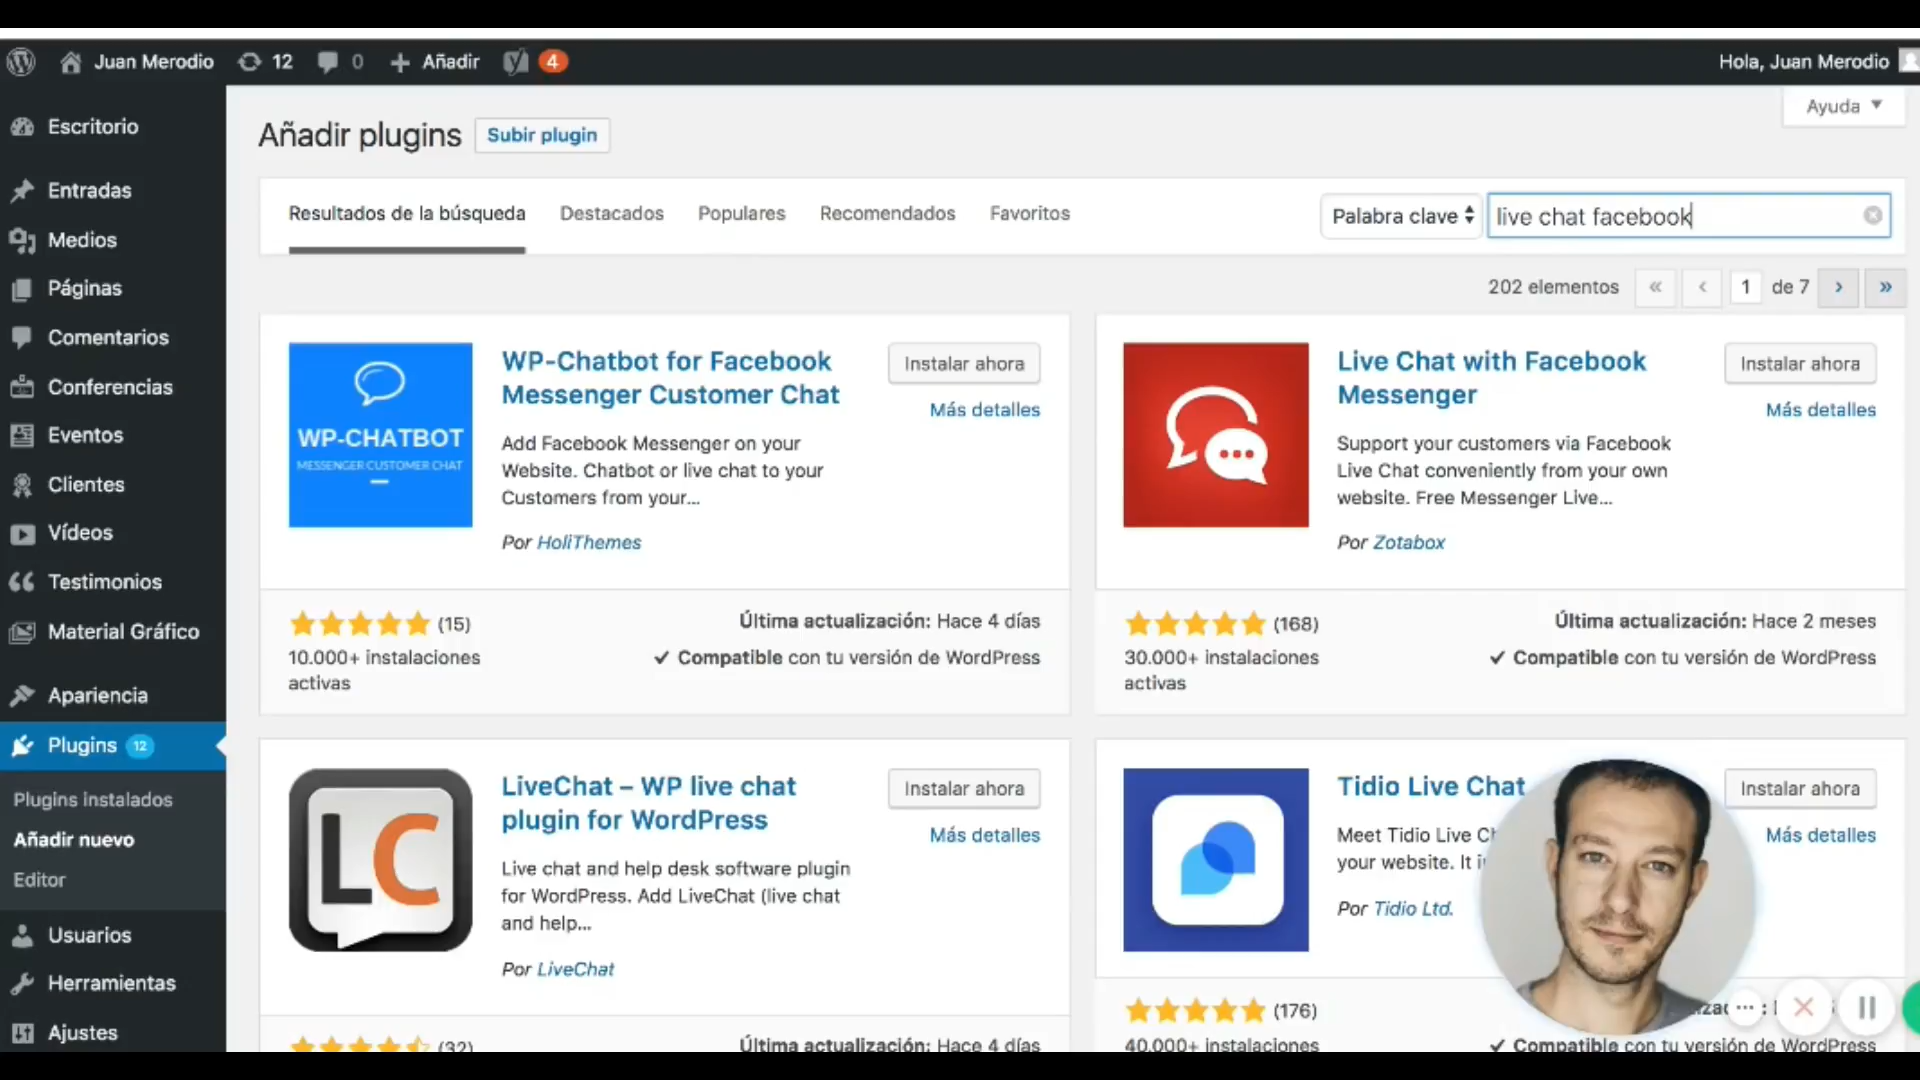 Juan Merodio 12 0 Añadir 4 Hola, Juan Merodio
Ayuda
Escritorio
Entradas
Medios
Páginas
Comentarios
Conferencias
Eventos
Clientes
Vídeos
Testimonios
Material Gráfico
Apariencia
Plugins 12
Plugins instalados
Añadir nuevo
Editor
Usuarios
Herramientas
Ajustes
Añadir plugins Subir plugin
Resultados de la búsqueda Destacados Populares Recomendados Favoritos Palabra clave live chat facebook
202 elementos « ‹ 1 de 7 › »
WP-CHATBOT
MESSENGER CUSTOMER CHAT
WP-Chatbot for Facebook
Messenger Customer Chat
Instalar ahora
Más detalles
Add Facebook Messenger on your
Website. Chatbot or live chat to your
Customers from your...
Por HoliThemes
(15)
10.000+ instalaciones
activas
Última actualización: Hace 4 días
✓ Compatible con tu versión de WordPress
Live Chat with Facebook
Messenger
Instalar ahora
Más detalles
Support your customers via Facebook
Live Chat conveniently from your own
website. Free Messenger Live...
Por Zotabox
(168)
30.000+ instalaciones
activas
Última actualización: Hace 2 meses
✓ Compatible con tu versión de WordPress
LC
LiveChat – WP live chat
plugin for WordPress
Instalar ahora
Más detalles
Live chat and help desk software plugin
for WordPress. Add LiveChat (live chat
and help...
Por LiveChat
(32)
Última actualización: Hace 4 días
Tidio Live Chat
Instalar ahora
Más detalles
Meet Tidio Live
your website. It
Por Tidio Ltd.
(176)
40.000+ instalaciones
✓ Compatible con tu versión de WordPress